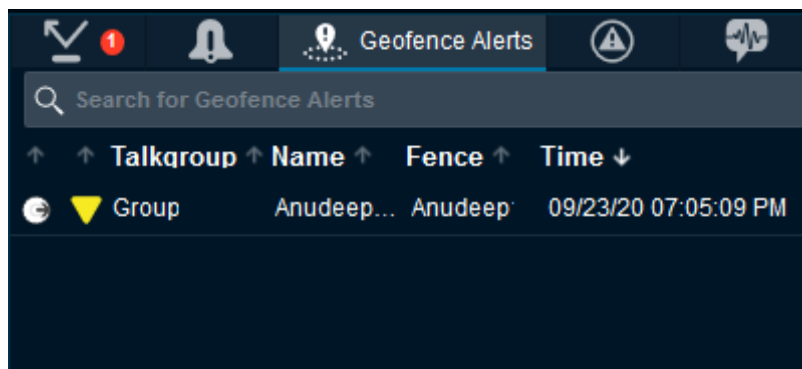 1 Geofence Alerts
Search for Geofence Alerts
Talkgroup Name Fence Time
Group Anudeep... Anudeep 09/23/20 07:05:09 PM